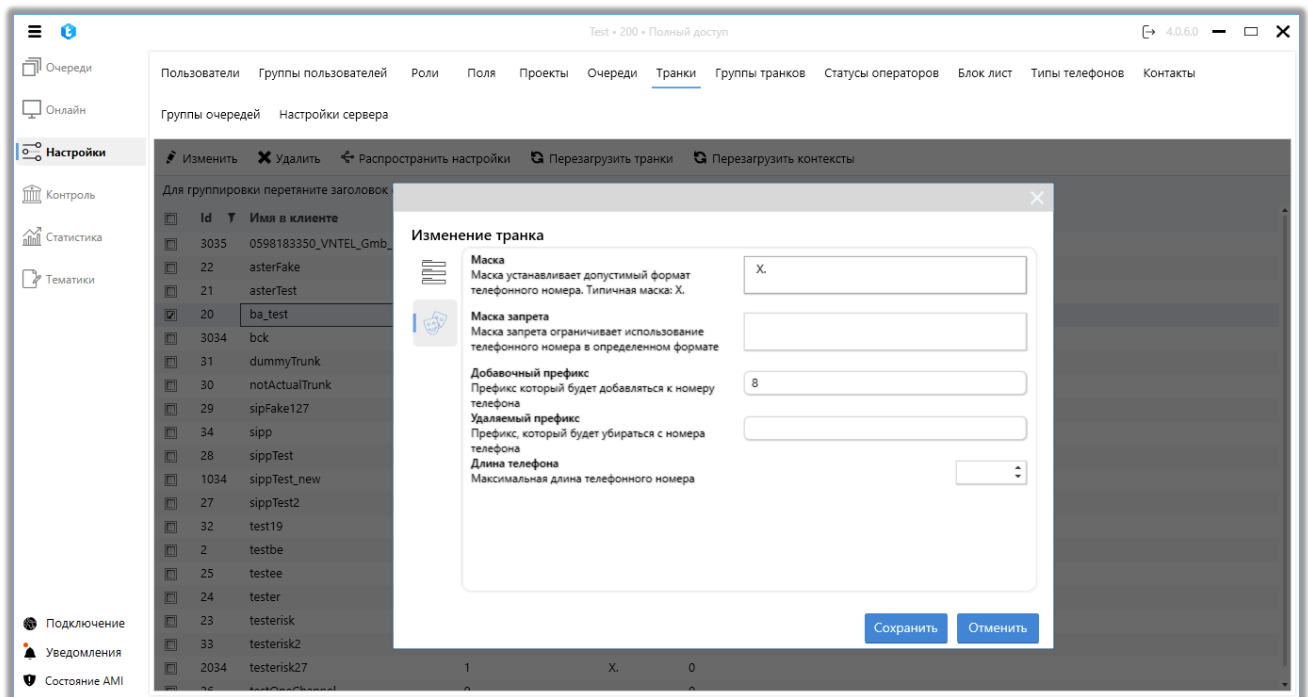 Test • 200 • Полный доступ
4.0.6.0
Очереди
Онлайн
Настройки
Контроль
Статистика
Тематики
Подключение
Уведомления
Состояние AMI
Пользователи Группы пользователей Роли Поля Проекты Очереди Транки Группы транков Статусы операторов Блок лист Типы телефонов Контакты
Группы очередей Настройки сервера
Изменить Удалить Распространить настройки Перезагрузить транки Перезагрузить контексты
Для группировки перетяните заголовок
Id Имя в клиенте
3035 0598183350_VNTEL_Gmb_
22 asterFake
21 asterTest
20 ba_test
3034 bck
31 dummyTrunk
30 notActualTrunk
29 sipFake127
34 sipp
28 sippTest
1034 sippTest_new
27 sippTest2
32 test19
2 testbe
25 testee
24 tester
23 testerisk
33 testerisk2
2034 testerisk27 1 X. 0
26 testOneChannel 0 0
Изменение транка
Маска
Маска устанавливает допустимый формат
телефонного номера. Типичная маска: X.
X.
Маска запрета
Маска запрета ограничивает использование
телефонного номера в определенном формате
Добавочный префикс
Префикс который будет добавляться к номеру
телефона
8
Удаляемый префикс
Префикс, который будет убираться с номера
телефона
Длина телефона
Максимальная длина телефонного номера
Сохранить Отменить